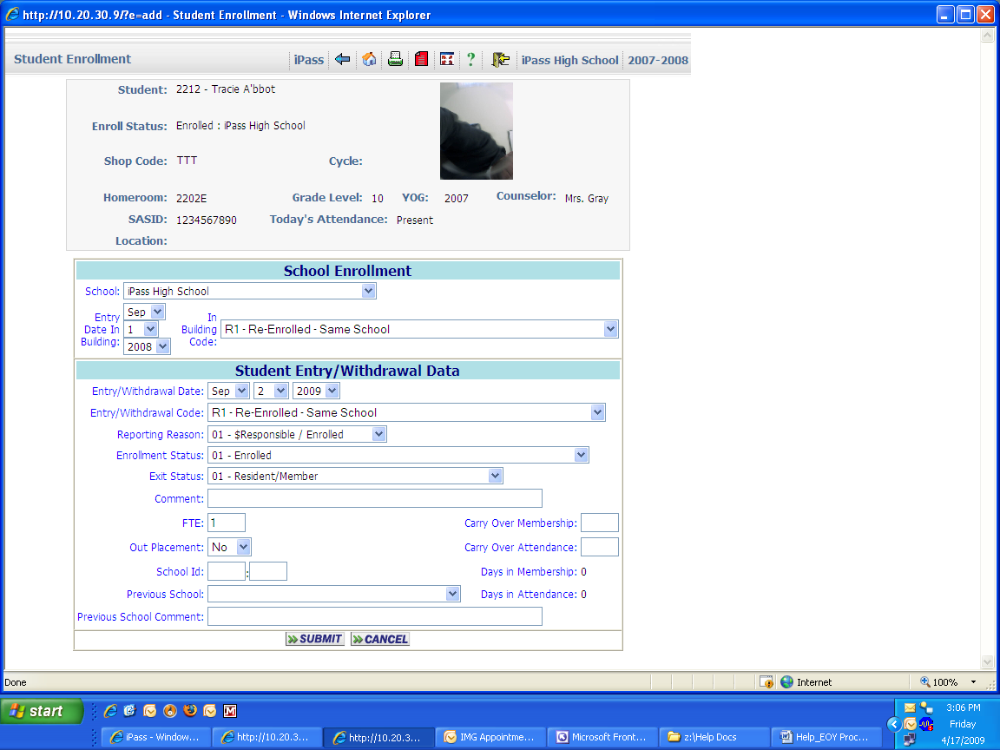 http://10.20.30.9/?e=add - Student Enrollment - Windows Internet Explorer
Student Enrollment
iPass
?
iPass High School
2007-2008
Student: 2212 - Tracie A'bbot
Enroll Status: Enrolled : iPass High School
Shop Code: TTT Cycle:
Homeroom: 2202E Grade Level: 10 YOG: 2007 Counselor: Mrs. Gray
SASID: 1234567890 Today's Attendance: Present
Location:
School Enrollment
School: iPass High School
Entry Date In Building: Sep 1 2008
In Building Code: R1 - Re-Enrolled - Same School
Student Entry/Withdrawal Data
Entry/Withdrawal Date: Sep 2 2009
Entry/Withdrawal Code: R1 - Re-Enrolled - Same School
Reporting Reason: 01 - $Responsible / Enrolled
Enrollment Status: 01 - Enrolled
Exit Status: 01 - Resident/Member
Comment:
FTE: 1 Carry Over Membership:
Out Placement: No Carry Over Attendance:
School Id: : Days in Membership: 0
Previous School: Days in Attendance: 0
Previous School Comment:
SUBMIT CANCEL
Done Internet 100%
start
3:06 PM
Friday
4/17/2009
iPass - Window... http://10.20.3... http://10.20.3... IMG Appointme... Microsoft Front... z:\Help Docs Help_EOY Proc...